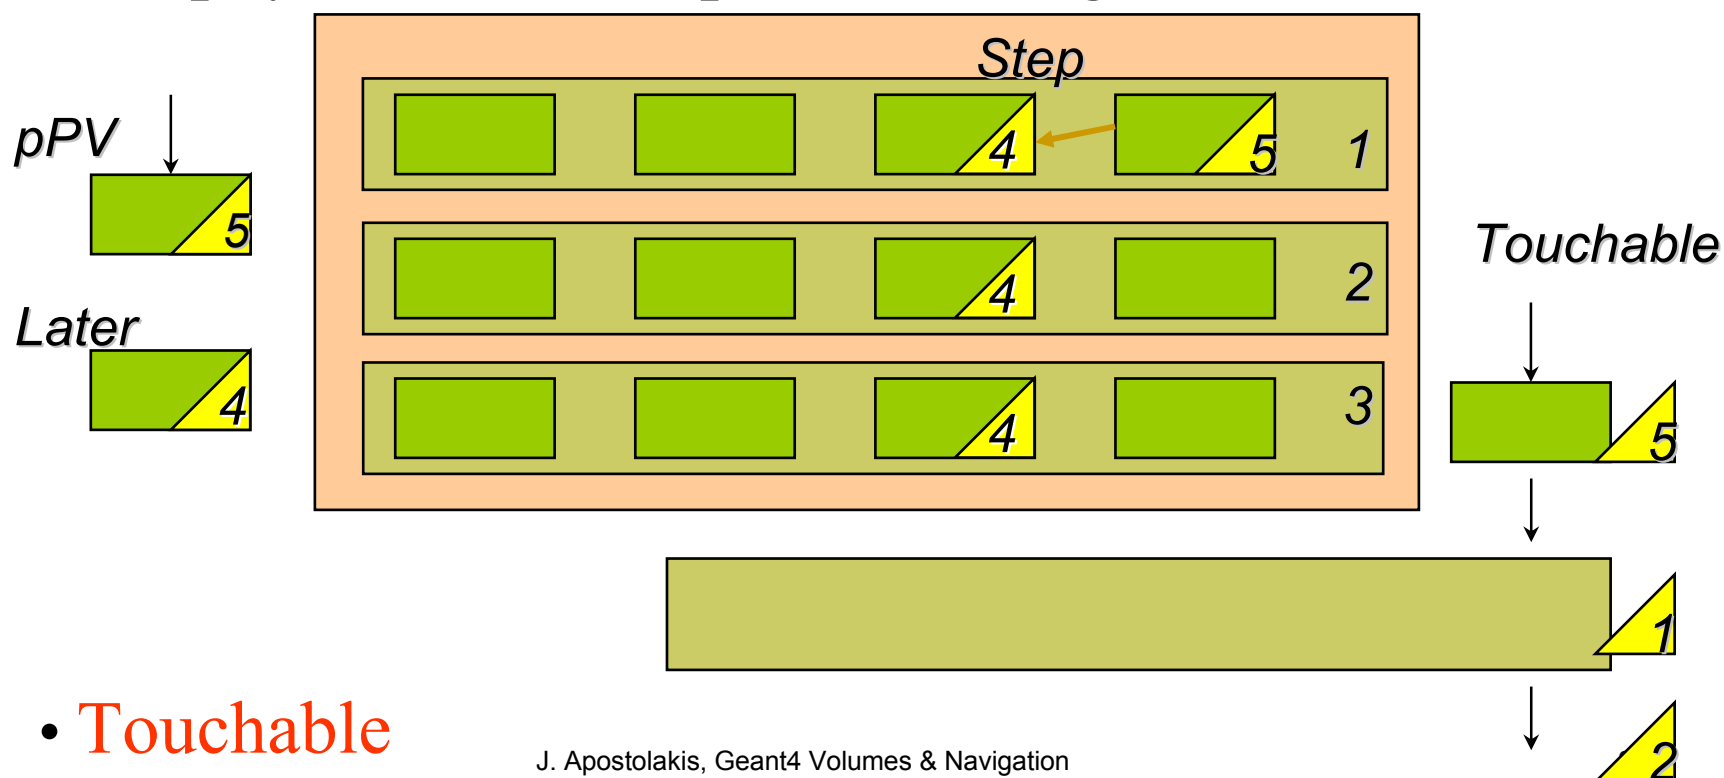 Step
pPV
4
5
1
5
4
2
Touchable
Later
4
4
3
5
1
• Touchable
J. Apostolakis, Geant4 Volumes & Navigation
2